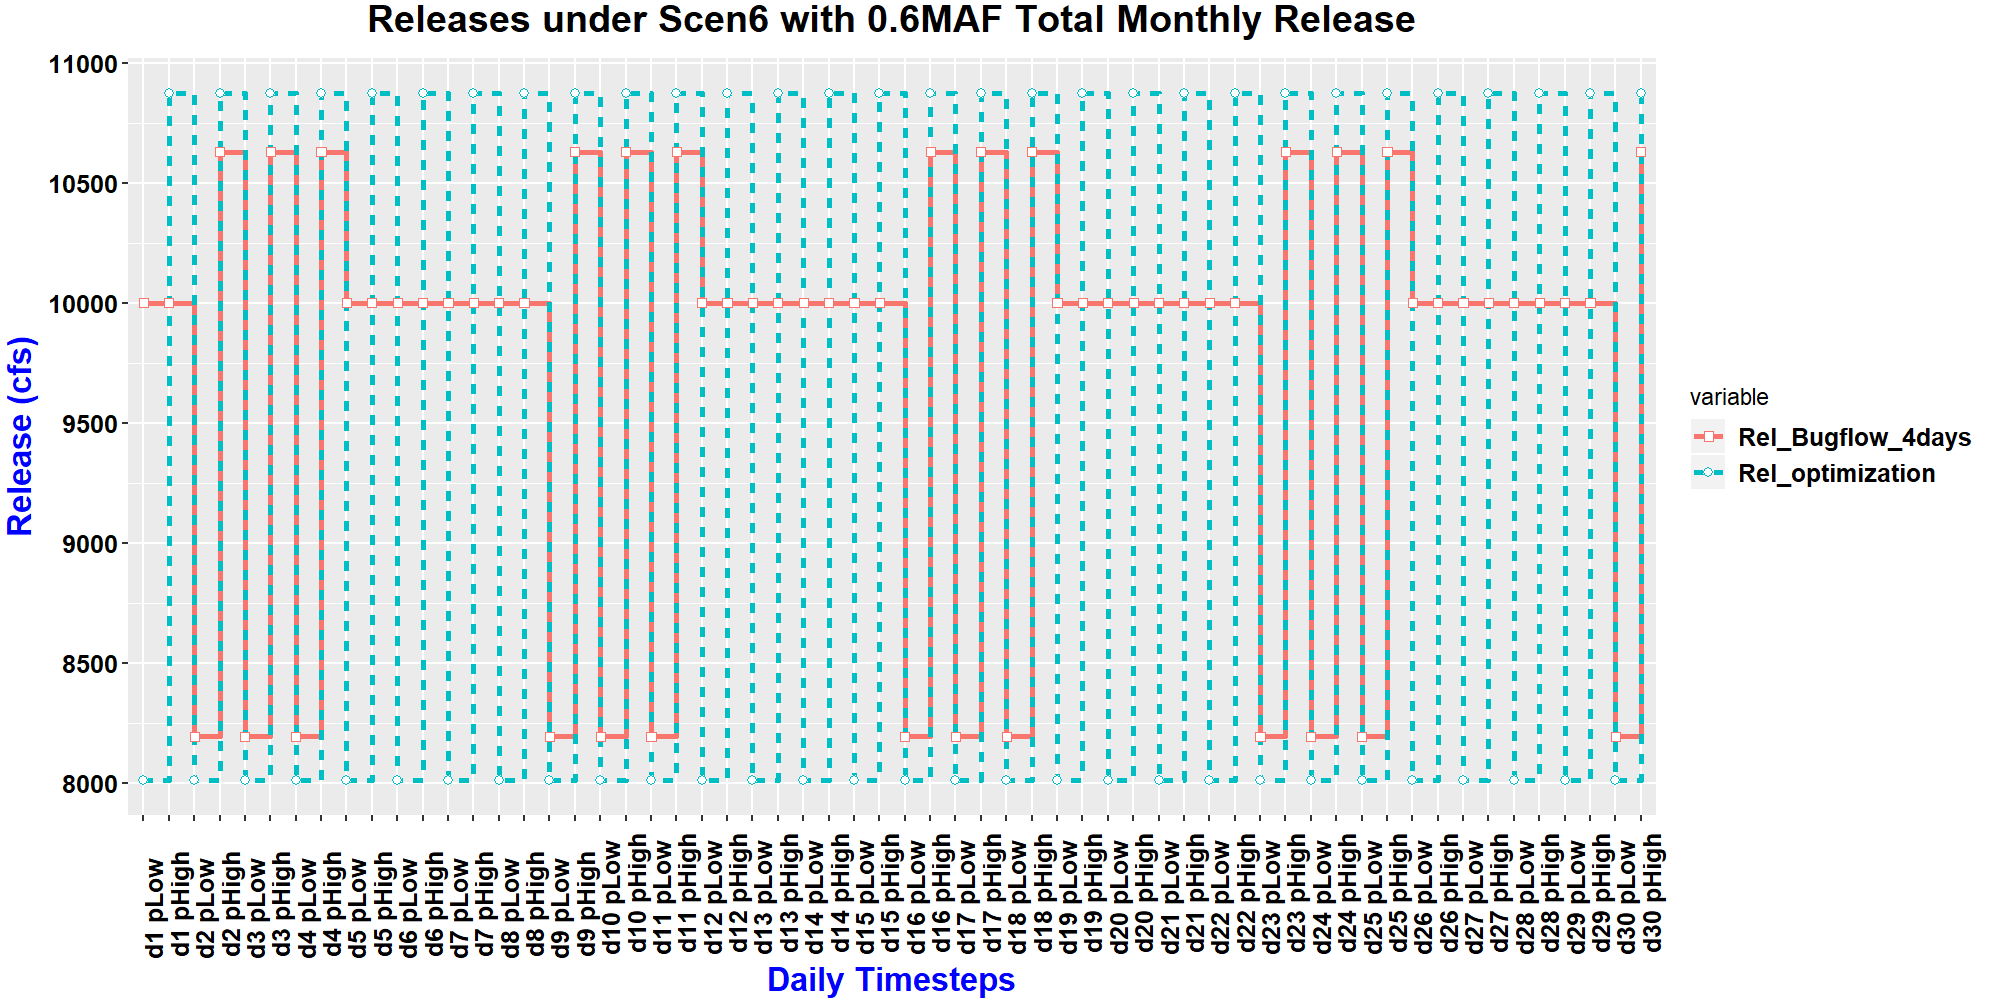 Releases under Scen6 with 0.6MAF Total Monthly Release
Release (cfs)
11000
10500
10000
9500
9000
8500
8000
d1 pLow
d1 pHigh
d2 pLow
d2 pHigh
d3 pLow
d3 pHigh
d4 pLow
d4 pHigh
d5 pLow
d5 pHigh
d6 pLow
d6 pHigh
d7 pLow
d7 pHigh
d8 pLow
d8 pHigh
d9 pLow
d9 pHigh
d10 pLow
d10 pHigh
d11 pLow
d11 pHigh
d12 pLow
d12 pHigh
d13 pLow
d13 pHigh
d14 pLow
d14 pHigh
d15 pLow
d15 pHigh
d16 pLow
d16 pHigh
d17 pLow
d17 pHigh
d18 pLow
d18 pHigh
d19 pLow
d19 pHigh
d20 pLow
d20 pHigh
d21 pLow
d21 pHigh
d22 pLow
d22 pHigh
d23 pLow
d23 pHigh
d24 pLow
d24 pHigh
d25 pLow
d25 pHigh
d26 pLow
d26 pHigh
d27 pLow
d27 pHigh
d28 pLow
d28 pHigh
d29 pLow
d29 pHigh
d30 pLow
d30 pHigh
Daily Timesteps
variable
Rel_Bugflow_4days
Rel_optimization